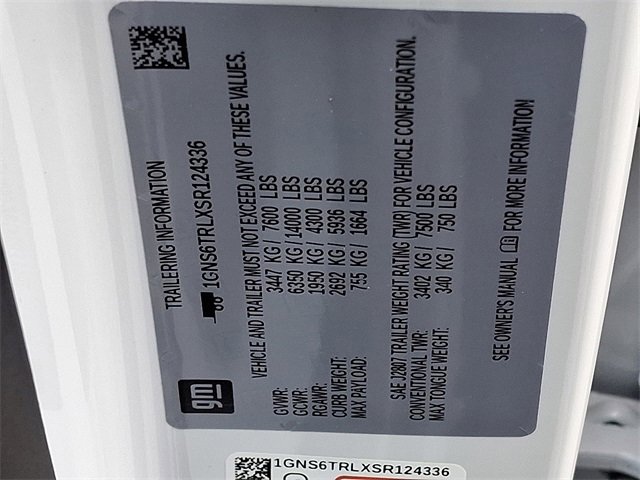 TRAILERING INFORMATION
1GNS6TRLXSR124336
gm
VEHICLE AND TRAILER MUST NOT EXCEED ANY OF THESE VALUES.
GVWR: 3447 KG/ 7600 LBS
GCWR: 6350 KG/14000 LBS
RGAWR: 1950 KG/ 4300 LBS
CURB WEIGHT: 2692 KG/ 5936 LBS
MAX PAYLOAD: 755 KG/ 1664 LBS
SAE J2807 TRAILER WEIGHT RATING (TWR) FOR VEHICLE CONFIGURATION.
CONVENTIONAL TWR: 3402 KG/ 7500 LBS
MAX TONGUE WEIGHT: 340 KG/ 750 LBS
SEE OWNER'S MANUAL FOR MORE INFORMATION
1GNS6TRLXSR124336